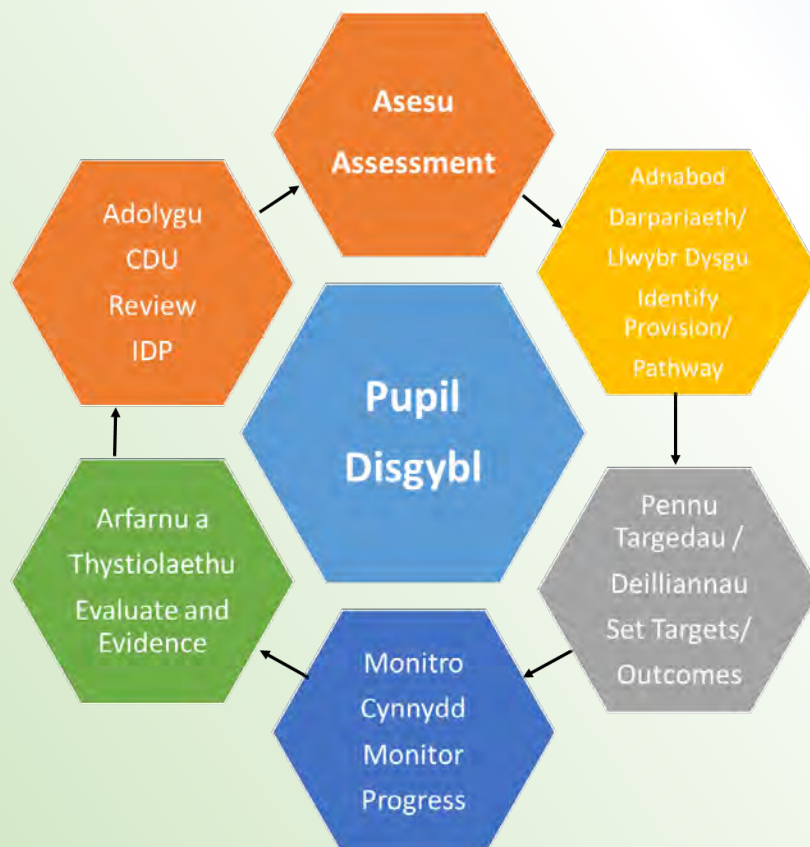 Asesu
Assessment
Adnabod
Darpariaeth/
Llwybr Dysgu
Identify
Provision/
Pathway
Pennu
Targedau /
Deilliannau
Set Targets/
Outcomes
Monitro
Cynnydd
Monitor
Progress
Arfarnu a
Thystiolaethu
Evaluate and
Evidence
Adolygu
CDU
Review
IDP
Pupil
Disgybl